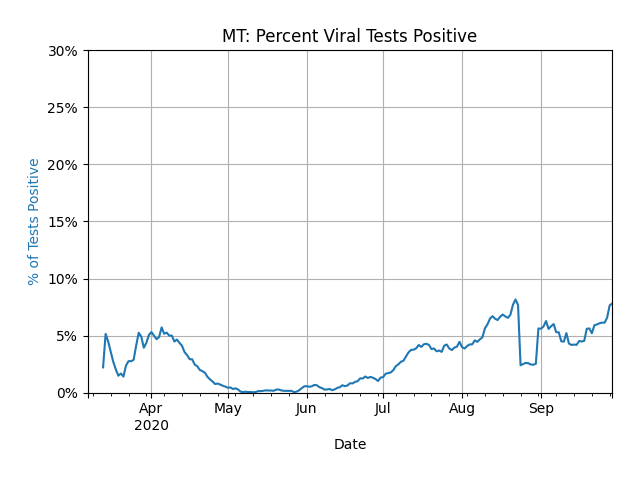 MT: Percent Viral Tests Positive
30%
25%
20%
15%
10%
5%
0%
% of Tests Positive
Apr
May
Jun
Jul
Aug
Sep
2020
Date